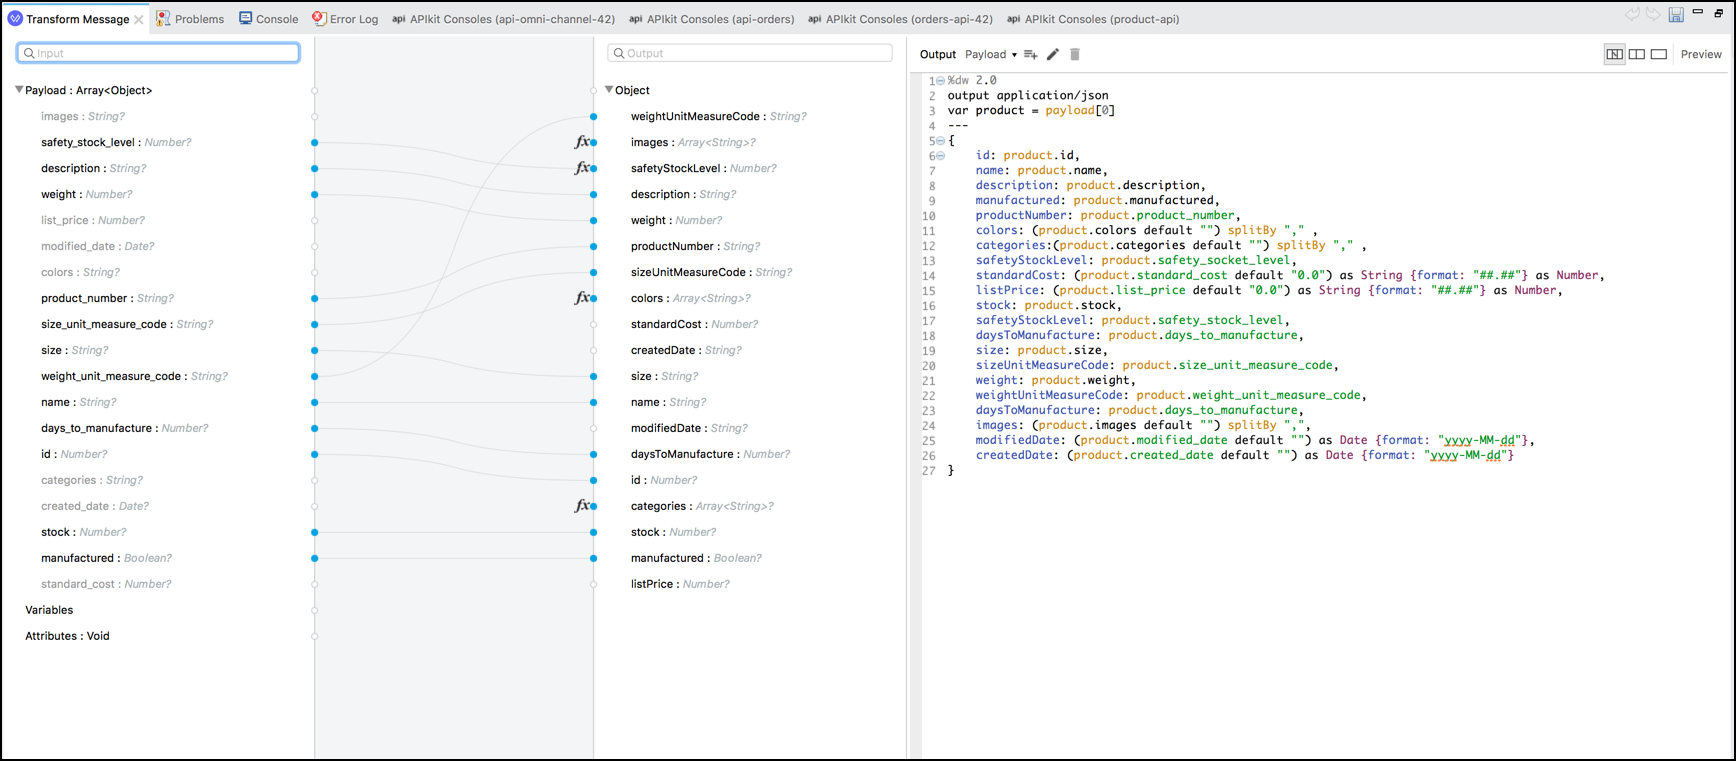 Transform Message Problems Console Error Log api APIkit Consoles (api-omni-channel-42) api APIkit Consoles (api-orders) api APIkit Consoles (orders-api-42) api APIkit Consoles (product-api)
Input
Payload : Array<Object>
images : String?
safety_stock_level : Number?
description : String?
weight : Number?
list_price : Number?
modified_date : Date?
colors : String?
product_number : String?
size_unit_measure_code : String?
size : String?
weight_unit_measure_code : String?
name : String?
days_to_manufacture : Number?
id : Number?
categories : String?
created_date : Date?
stock : Number?
manufactured : Boolean?
standard_cost : Number?
Variables
Attributes : Void
Output
Object
weightUnitMeasureCode : String?
fx images : Array<String>?
fx safetyStockLevel : Number?
description : String?
weight : Number?
productNumber : String?
sizeUnitMeasureCode : String?
fx colors : Array<String>?
standardCost : Number?
createdDate : String?
size : String?
name : String?
modifiedDate : String?
daysToManufacture : Number?
id : Number?
fx categories : Array<String>?
stock : Number?
manufactured : Boolean?
listPrice : Number?
Output Payload Preview
1 %dw 2.0
2 output application/json
3 var product = payload[0]
4 ---
5 {
6 id: product.id,
7 name: product.name,
8 description: product.description,
9 manufactured: product.manufactured,
10 productNumber: product.product_number,
11 colors: (product.colors default "") splitBy "," ,
12 categories:(product.categories default "") splitBy "," ,
13 safetyStockLevel: product.safety_socket_level,
14 standardCost: (product.standard_cost default "0.0") as String {format: "##.##"} as Number,
15 listPrice: (product.list_price default "0.0") as String {format: "##.##"} as Number,
16 stock: product.stock,
17 safetyStockLevel: product.safety_stock_level,
18 daysToManufacture: product.days_to_manufacture,
19 size: product.size,
20 sizeUnitMeasureCode: product.size_unit_measure_code,
21 weight: product.weight,
22 weightUnitMeasureCode: product.weight_unit_measure_code,
23 daysToManufacture: product.days_to_manufacture,
24 images: (product.images default "") splitBy ",",
25 modifiedDate: (product.modified_date default "") as Date {format: "yyyy-MM-dd"},
26 createdDate: (product.created_date default "") as Date {format: "yyyy-MM-dd"}
27 }